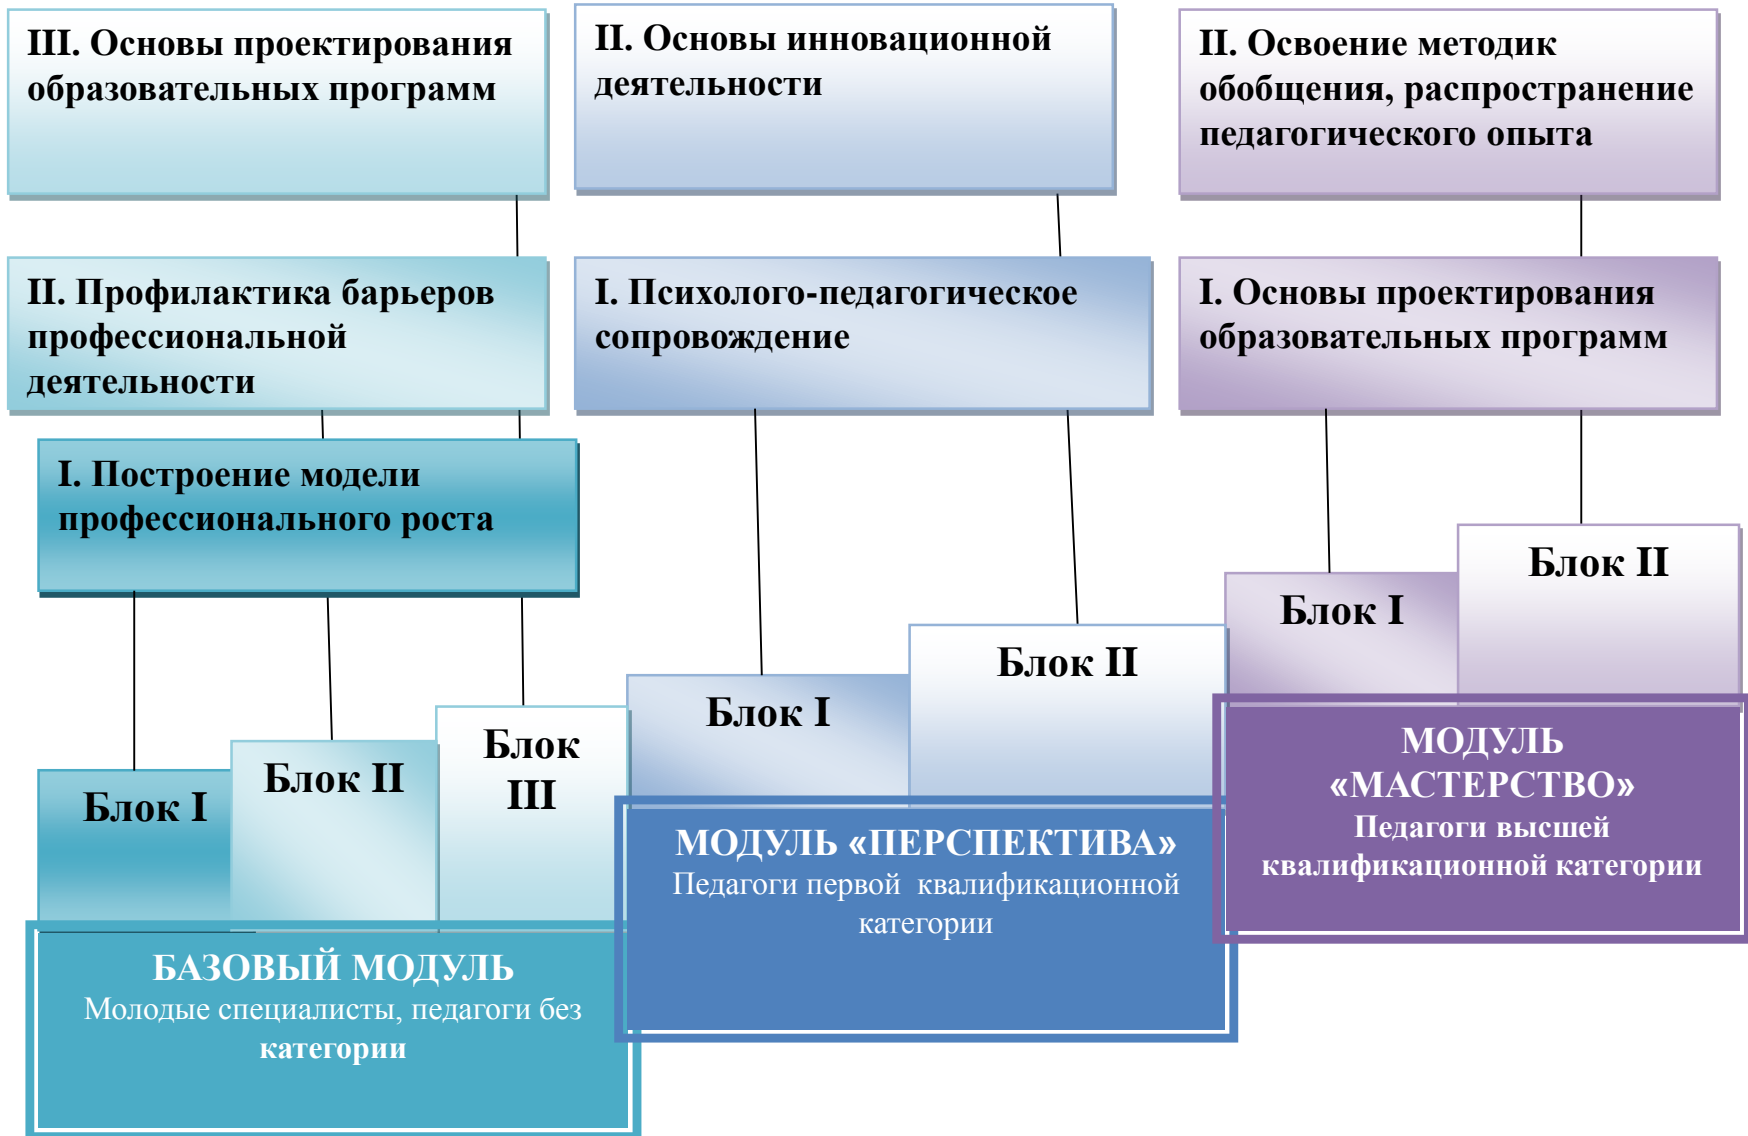 III. Основы проектирования
образовательных программ
II. Основы инновационной
деятельности
II. Освоение методик
обобщения, распространение
педагогического опыта
II. Профилактика барьеров
профессиональной
деятельности
I. Психолого-педагогическое
сопровождение
I. Основы проектирования
образовательных программ
I. Построение модели
профессионального роста
Блок I
Блок II
Блок
III
Блок I
Блок II
Блок I
Блок II
БАЗОВЫЙ МОДУЛЬ
Молодые специалисты, педагоги без
категории
МОДУЛЬ «ПЕРСПЕКТИВА»
Педагоги первой квалификационной
категории
МОДУЛЬ
«МАСТЕРСТВО»
Педагоги высшей
квалификационной категории